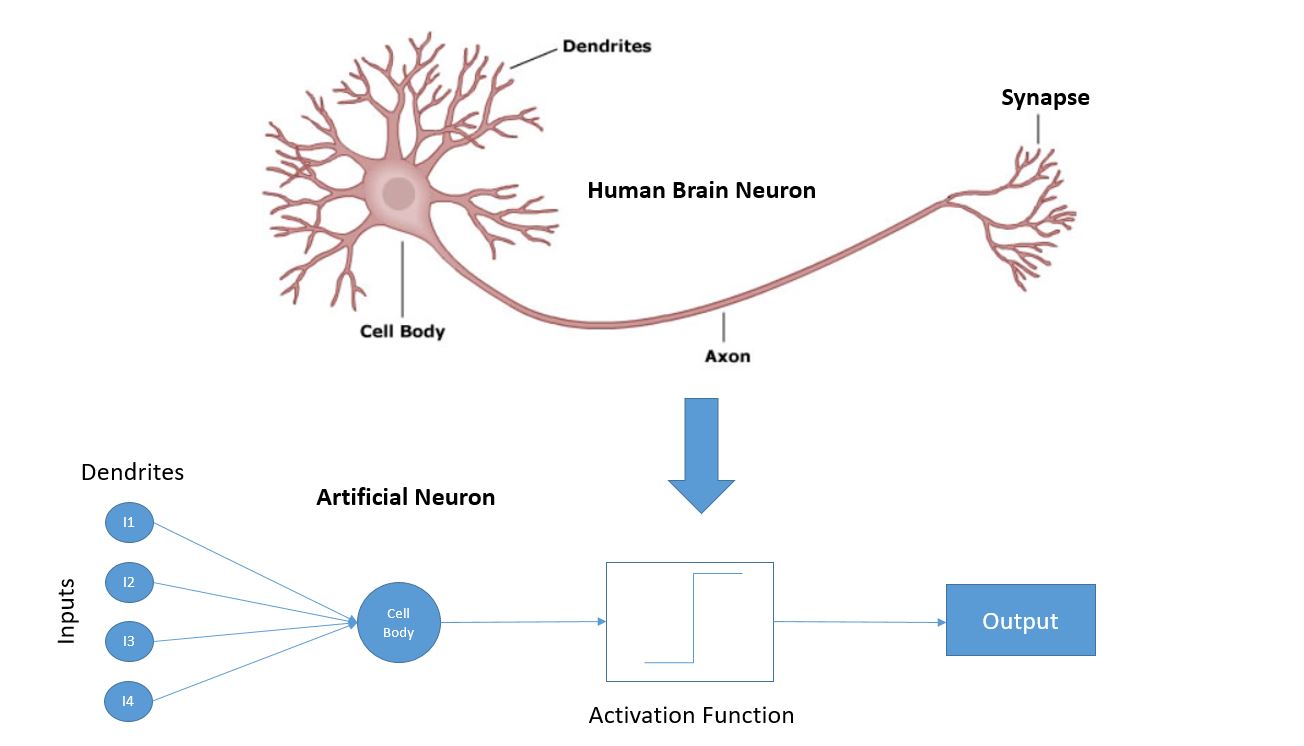 Dendrites
Synapse
Human Brain Neuron
Cell Body
Axon
Dendrites
Artificial Neuron
I1
I2
Inputs
I3
I4
Cell
Body
Output
Activation Function